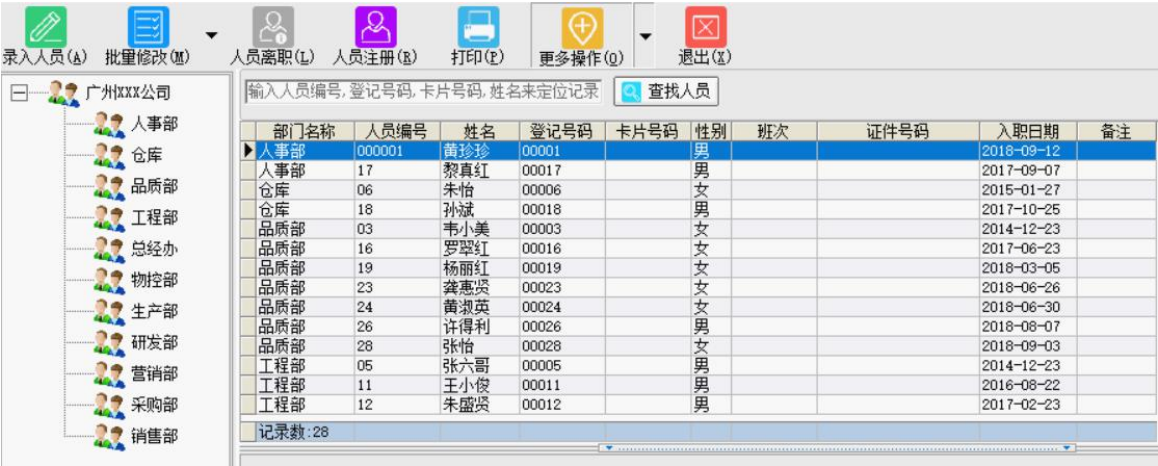 录入人员(A) 批量修改(M) 人员离职(L) 人员注册(R) 打印(P) 更多操作(O) 退出(X)
广州XXX公司
人事部
仓库
品质部
工程部
总经办
物控部
生产部
研发部
营销部
采购部
销售部
输入人员编号,登记号码,卡片号码,姓名来定位记录 查找人员
部门名称 人员编号 姓名 登记号码 卡片号码 性别 班次 证件号码 入职日期 备注
人事部 000001 黄珍珍 00001 男 2018-09-12
人事部 17 黎真红 00017 男 2017-09-07
仓库 06 朱怡 00006 女 2015-01-27
仓库 18 孙斌 00018 男 2017-10-25
品质部 03 韦小美 00003 女 2014-12-23
品质部 16 罗翠红 00016 女 2017-06-23
品质部 19 杨丽红 00019 女 2018-03-05
品质部 23 龚惠贤 00023 女 2018-06-26
品质部 24 黄淑英 00024 女 2018-06-30
品质部 26 许得利 00026 男 2018-08-07
品质部 28 张怡 00028 女 2018-09-03
工程部 05 张六哥 00005 男 2014-12-23
工程部 11 王小俊 00011 男 2016-08-22
工程部 12 朱盛贤 00012 男 2017-02-23
记录数:28